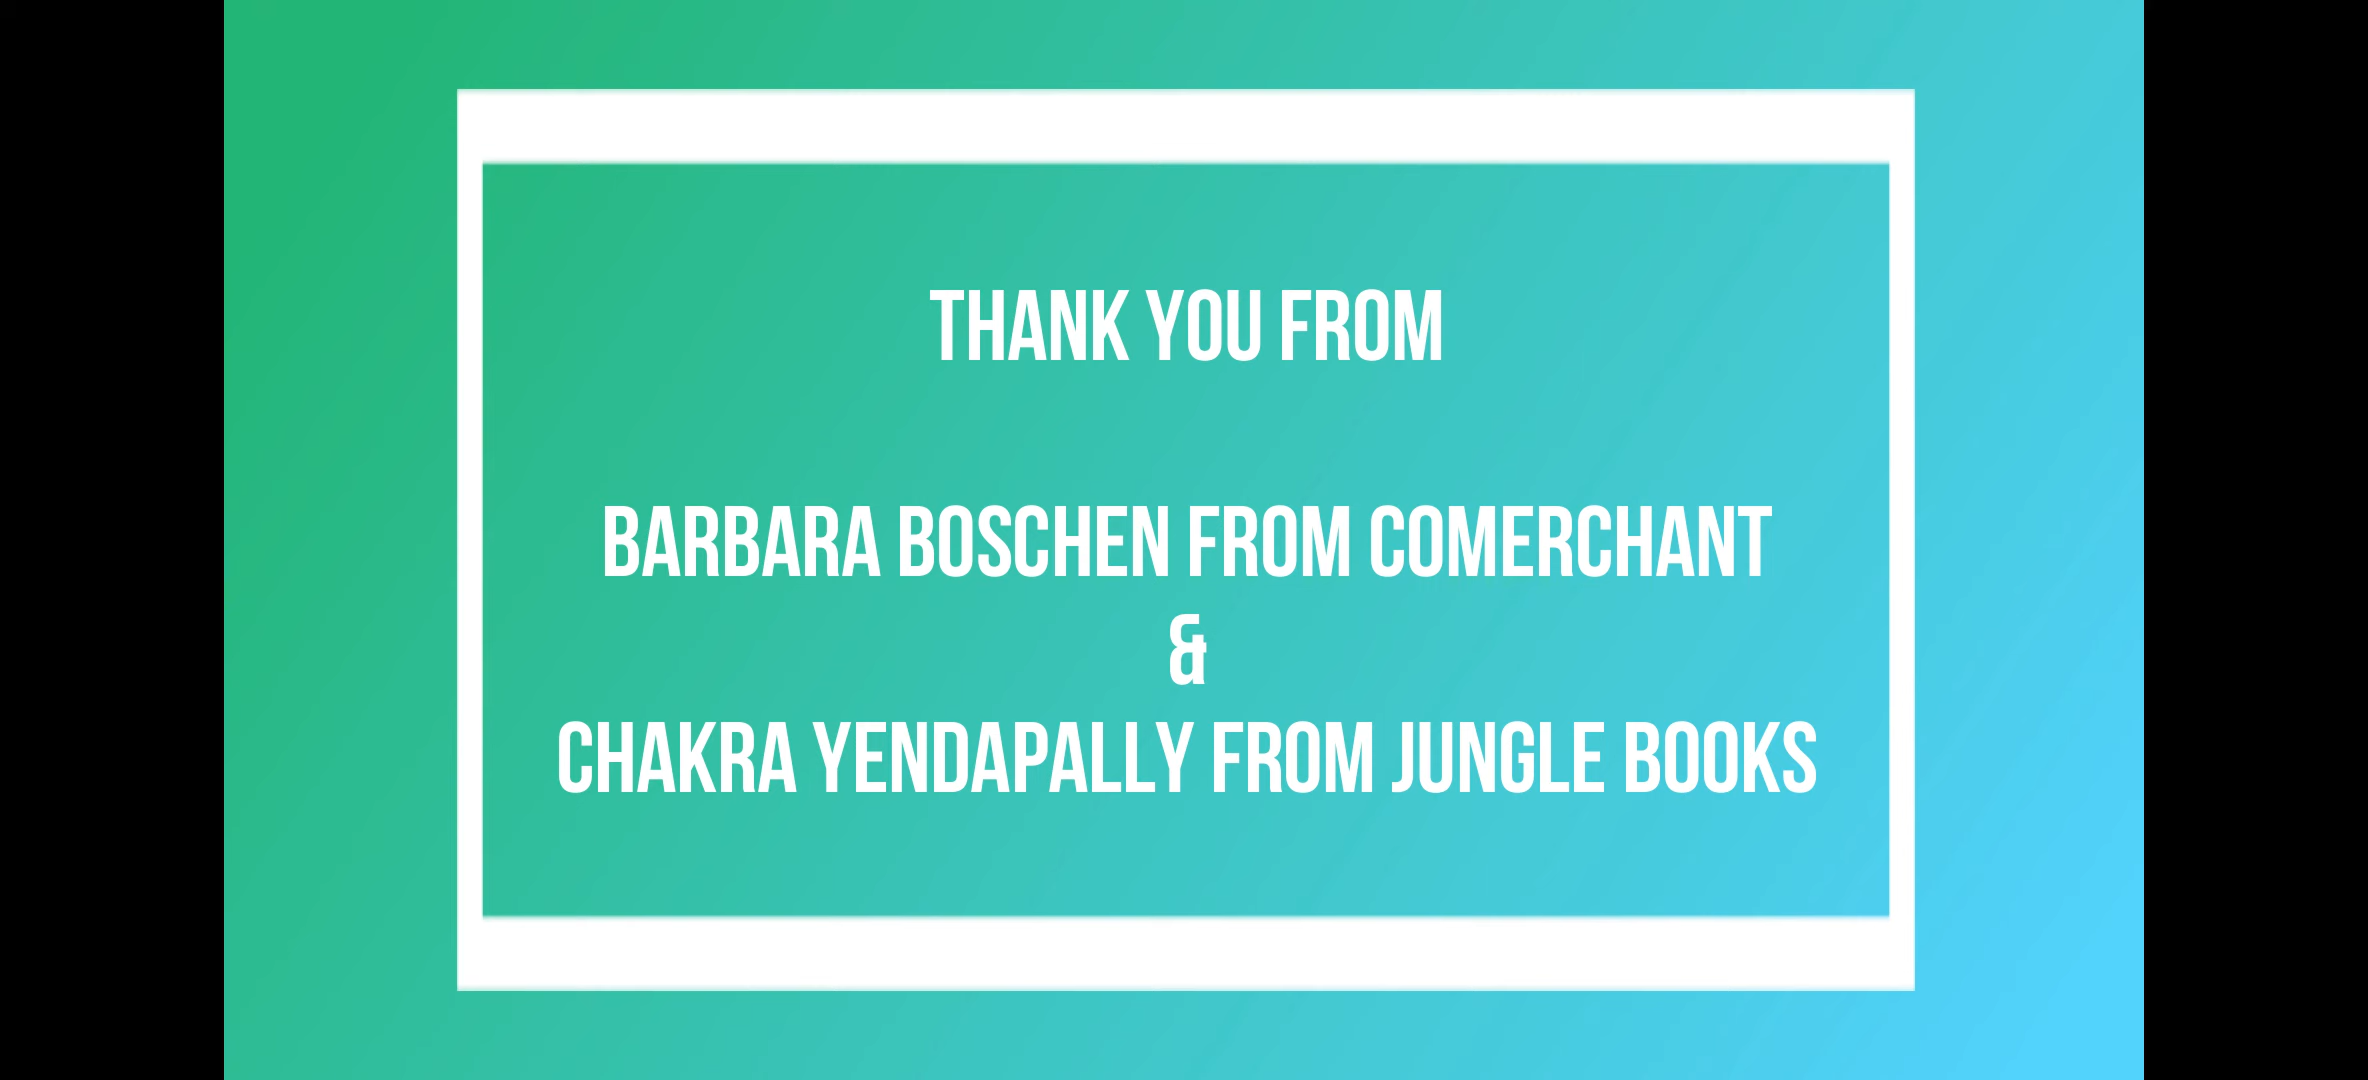 THANK YOU FROM
BARBARA BOSCHEN FROM COMERCHANT
&
CHAKRA YENDAPALLY FROM JUNGLE BOOKS